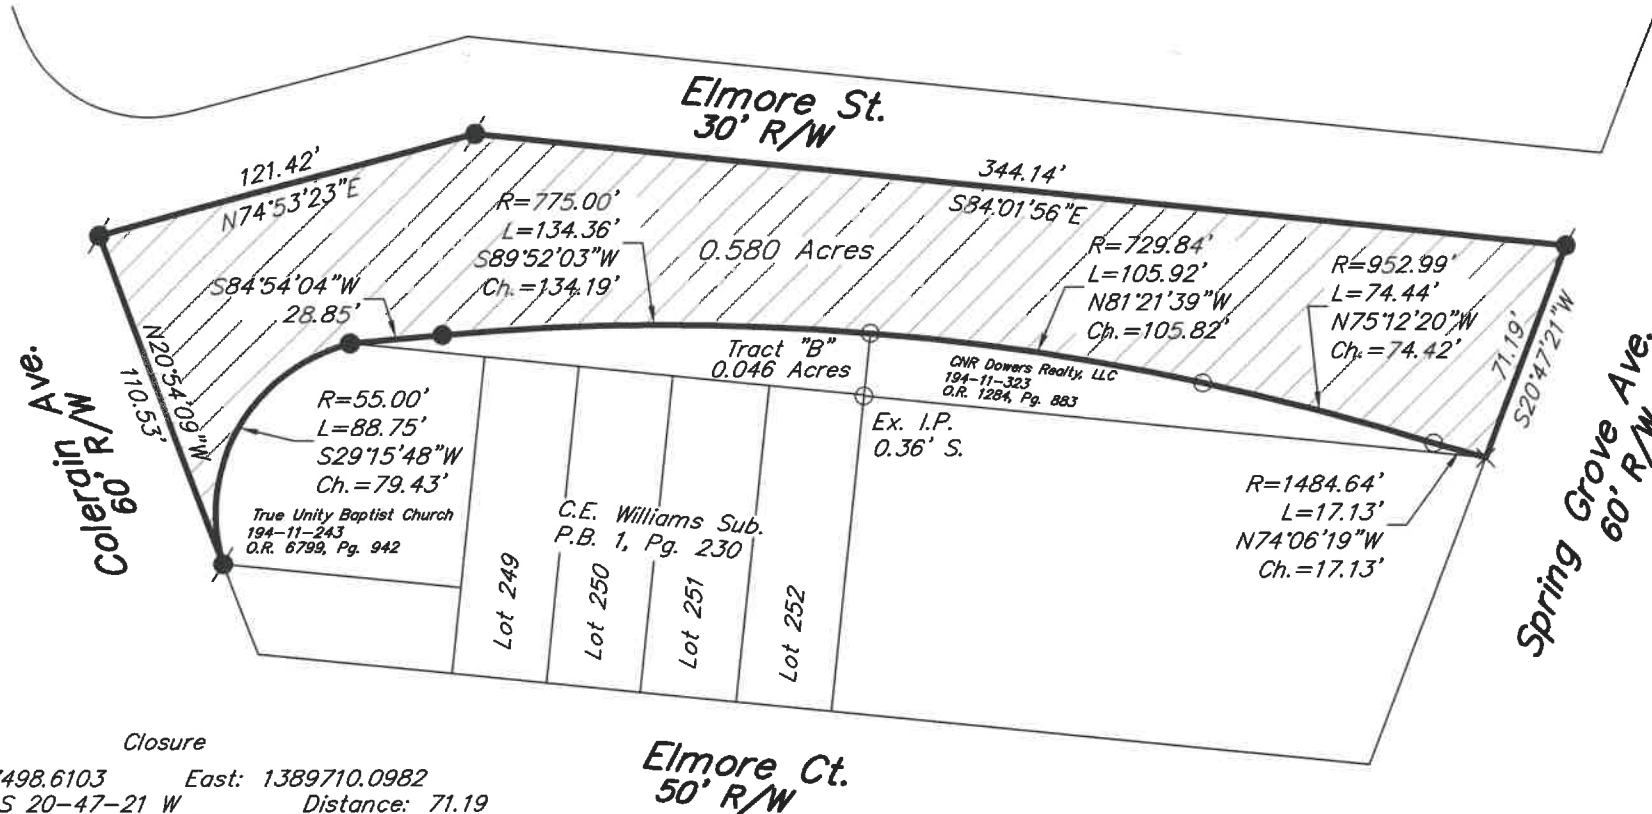 Elmore St.
30' R/W
121.42'
N74°53'23"E
344.14'
S84°01'56"E
R=775.00'
L=134.36'
S89°52'03"W
Ch.=134.19'
0.580 Acres
R=729.84'
L=105.92'
N81°21'39"W
Ch.=105.82'
R=952.99'
L=74.44'
N75°12'20"W
Ch.=74.42'
S84°54'04"W
28.85'
N20°54'09"W
110.53'
Colerain Ave.
60' R/W
71.19'
S20°47'21"W
Spring Grove Ave.
60' R/W
Tract "B"
0.046 Acres
CNR Dowers Realty, LLC
194-11-323
O.R. 1284, Pg. 883
Ex. I.P.
0.36' S.
R=55.00'
L=88.75'
S29°15'48"W
Ch.=79.43'
True Unity Baptist Church
194-11-243
O.R. 6799, Pg. 942
C.E. Williams Sub.
P.B. 1, Pg. 230
Lot 249
Lot 250
Lot 251
Lot 252
R=1484.64'
L=17.13'
N74°06'19"W
Ch.=17.13'
Elmore Ct.
50' R/W
Closure
498.6103 East: 1389710.0982
S 20-47-21 W Distance: 71.19